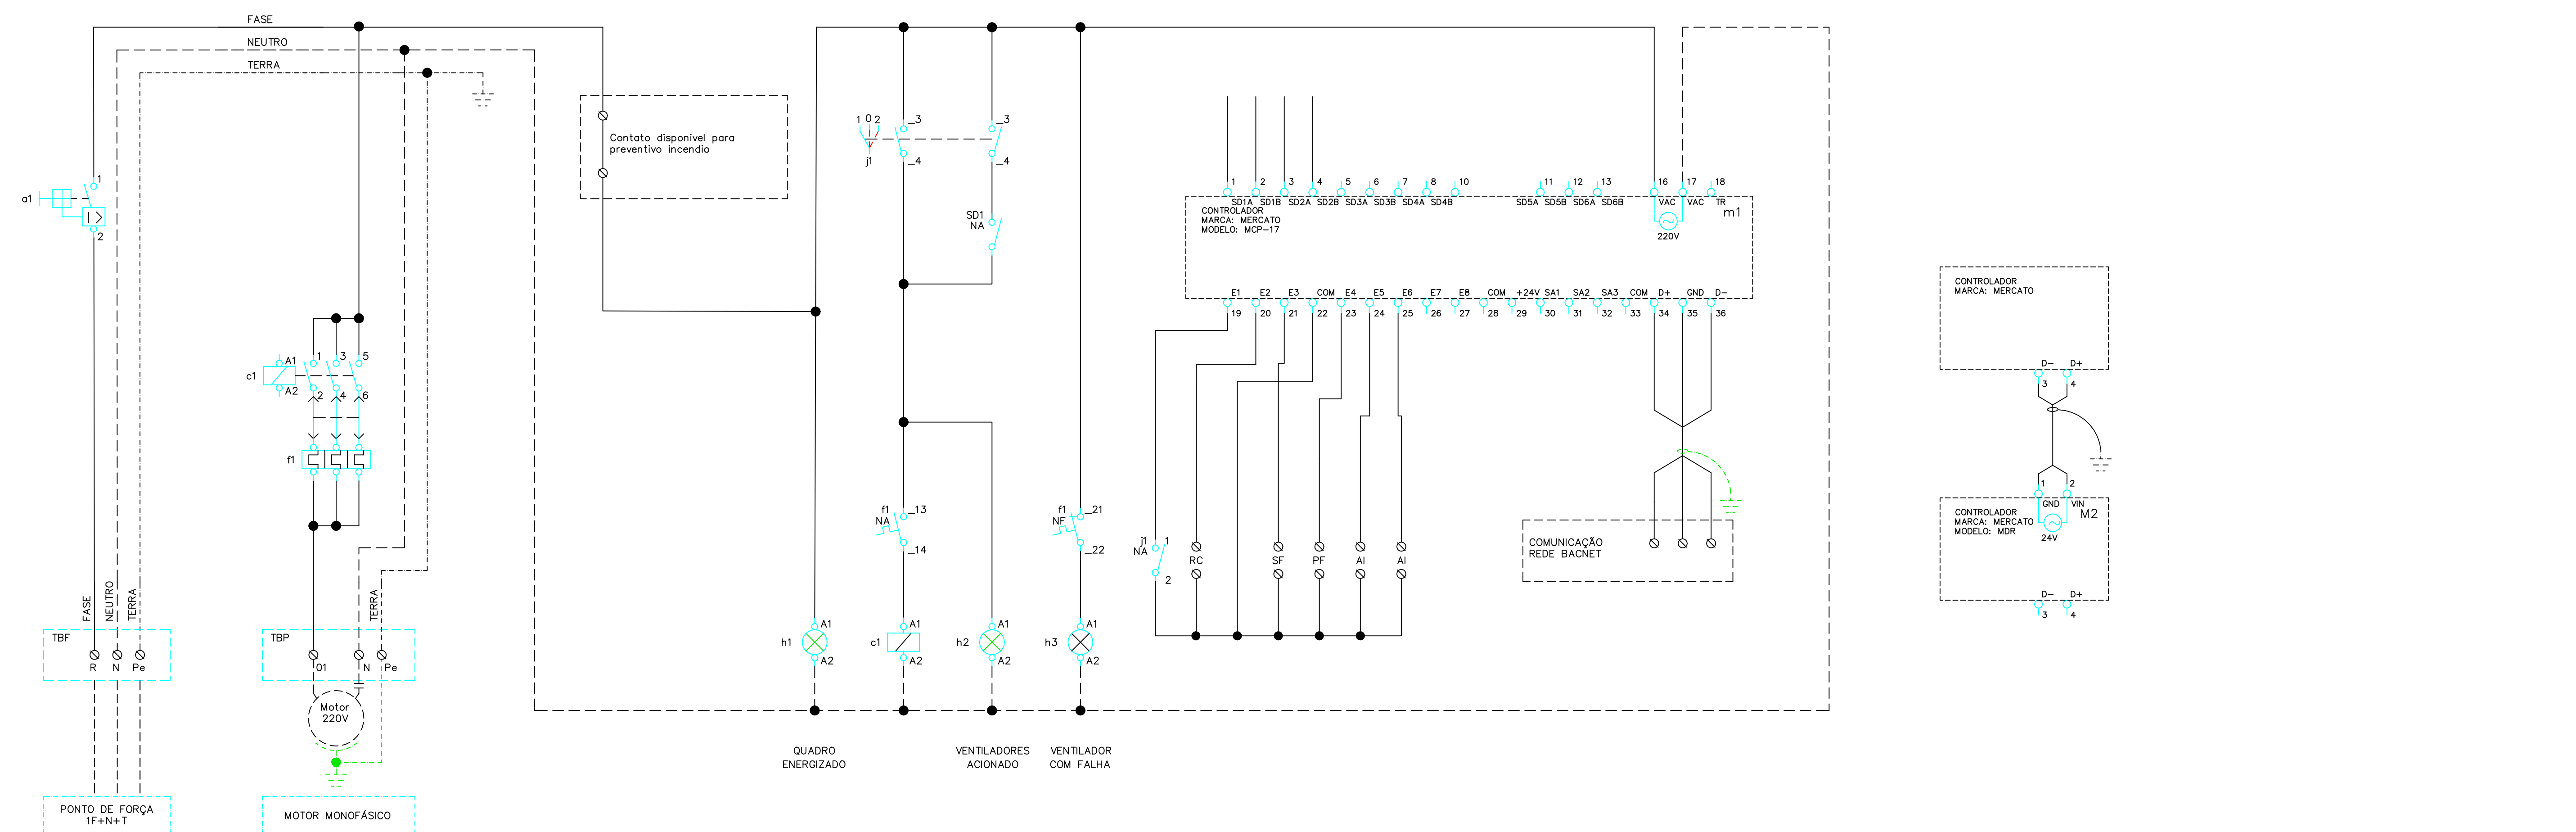 FASE
NEUTRO
TERRA
a1
1
2
Contato disponivel para
preventivo incendio
1 0 2
j1
_3
_4
_3
_4
SD1
NA
1 2 3 4 5 6 7 8 10 11 12 13 16 17 18
SD1A SD1B SD2A SD2B SD3A SD3B SD4A SD4B SD5A SD5B SD6A SD6B VAC VAC TR
CONTROLADOR
MARCA: MERCATO
MODELO: MCP-17
m1
220V
E1 E2 E3 COM E4 E5 E6 E7 E8 COM +24V SA1 SA2 SA3 COM D+ GND D-
19 20 21 22 23 24 25 26 27 28 29 30 31 32 33 34 35 36
CONTROLADOR
MARCA: MERCATO
D- D+
3 4
1 2
GND VIN
CONTROLADOR
MARCA: MERCATO
MODELO: MDR
M2
24V
D- D+
3 4
c1
A1
A2
1 3 5
2 4 6
f1
f1
NA
_13
_14
f1
NF
_21
_22
j1
NA
1
2
RC SF PF AI AI
COMUNICAÇÃO
REDE BACNET
FASE
NEUTRO
TERRA
TERRA
TBF
R N Pe
TBP
01 N Pe
Motor
220V
h1
A1
A2
c1
A1
A2
h2
A1
A2
h3
A1
A2
QUADRO
ENERGIZADO
VENTILADORES
ACIONADO
VENTILADOR
COM FALHA
PONTO DE FORÇA
1F+N+T
MOTOR MONOFÁSICO